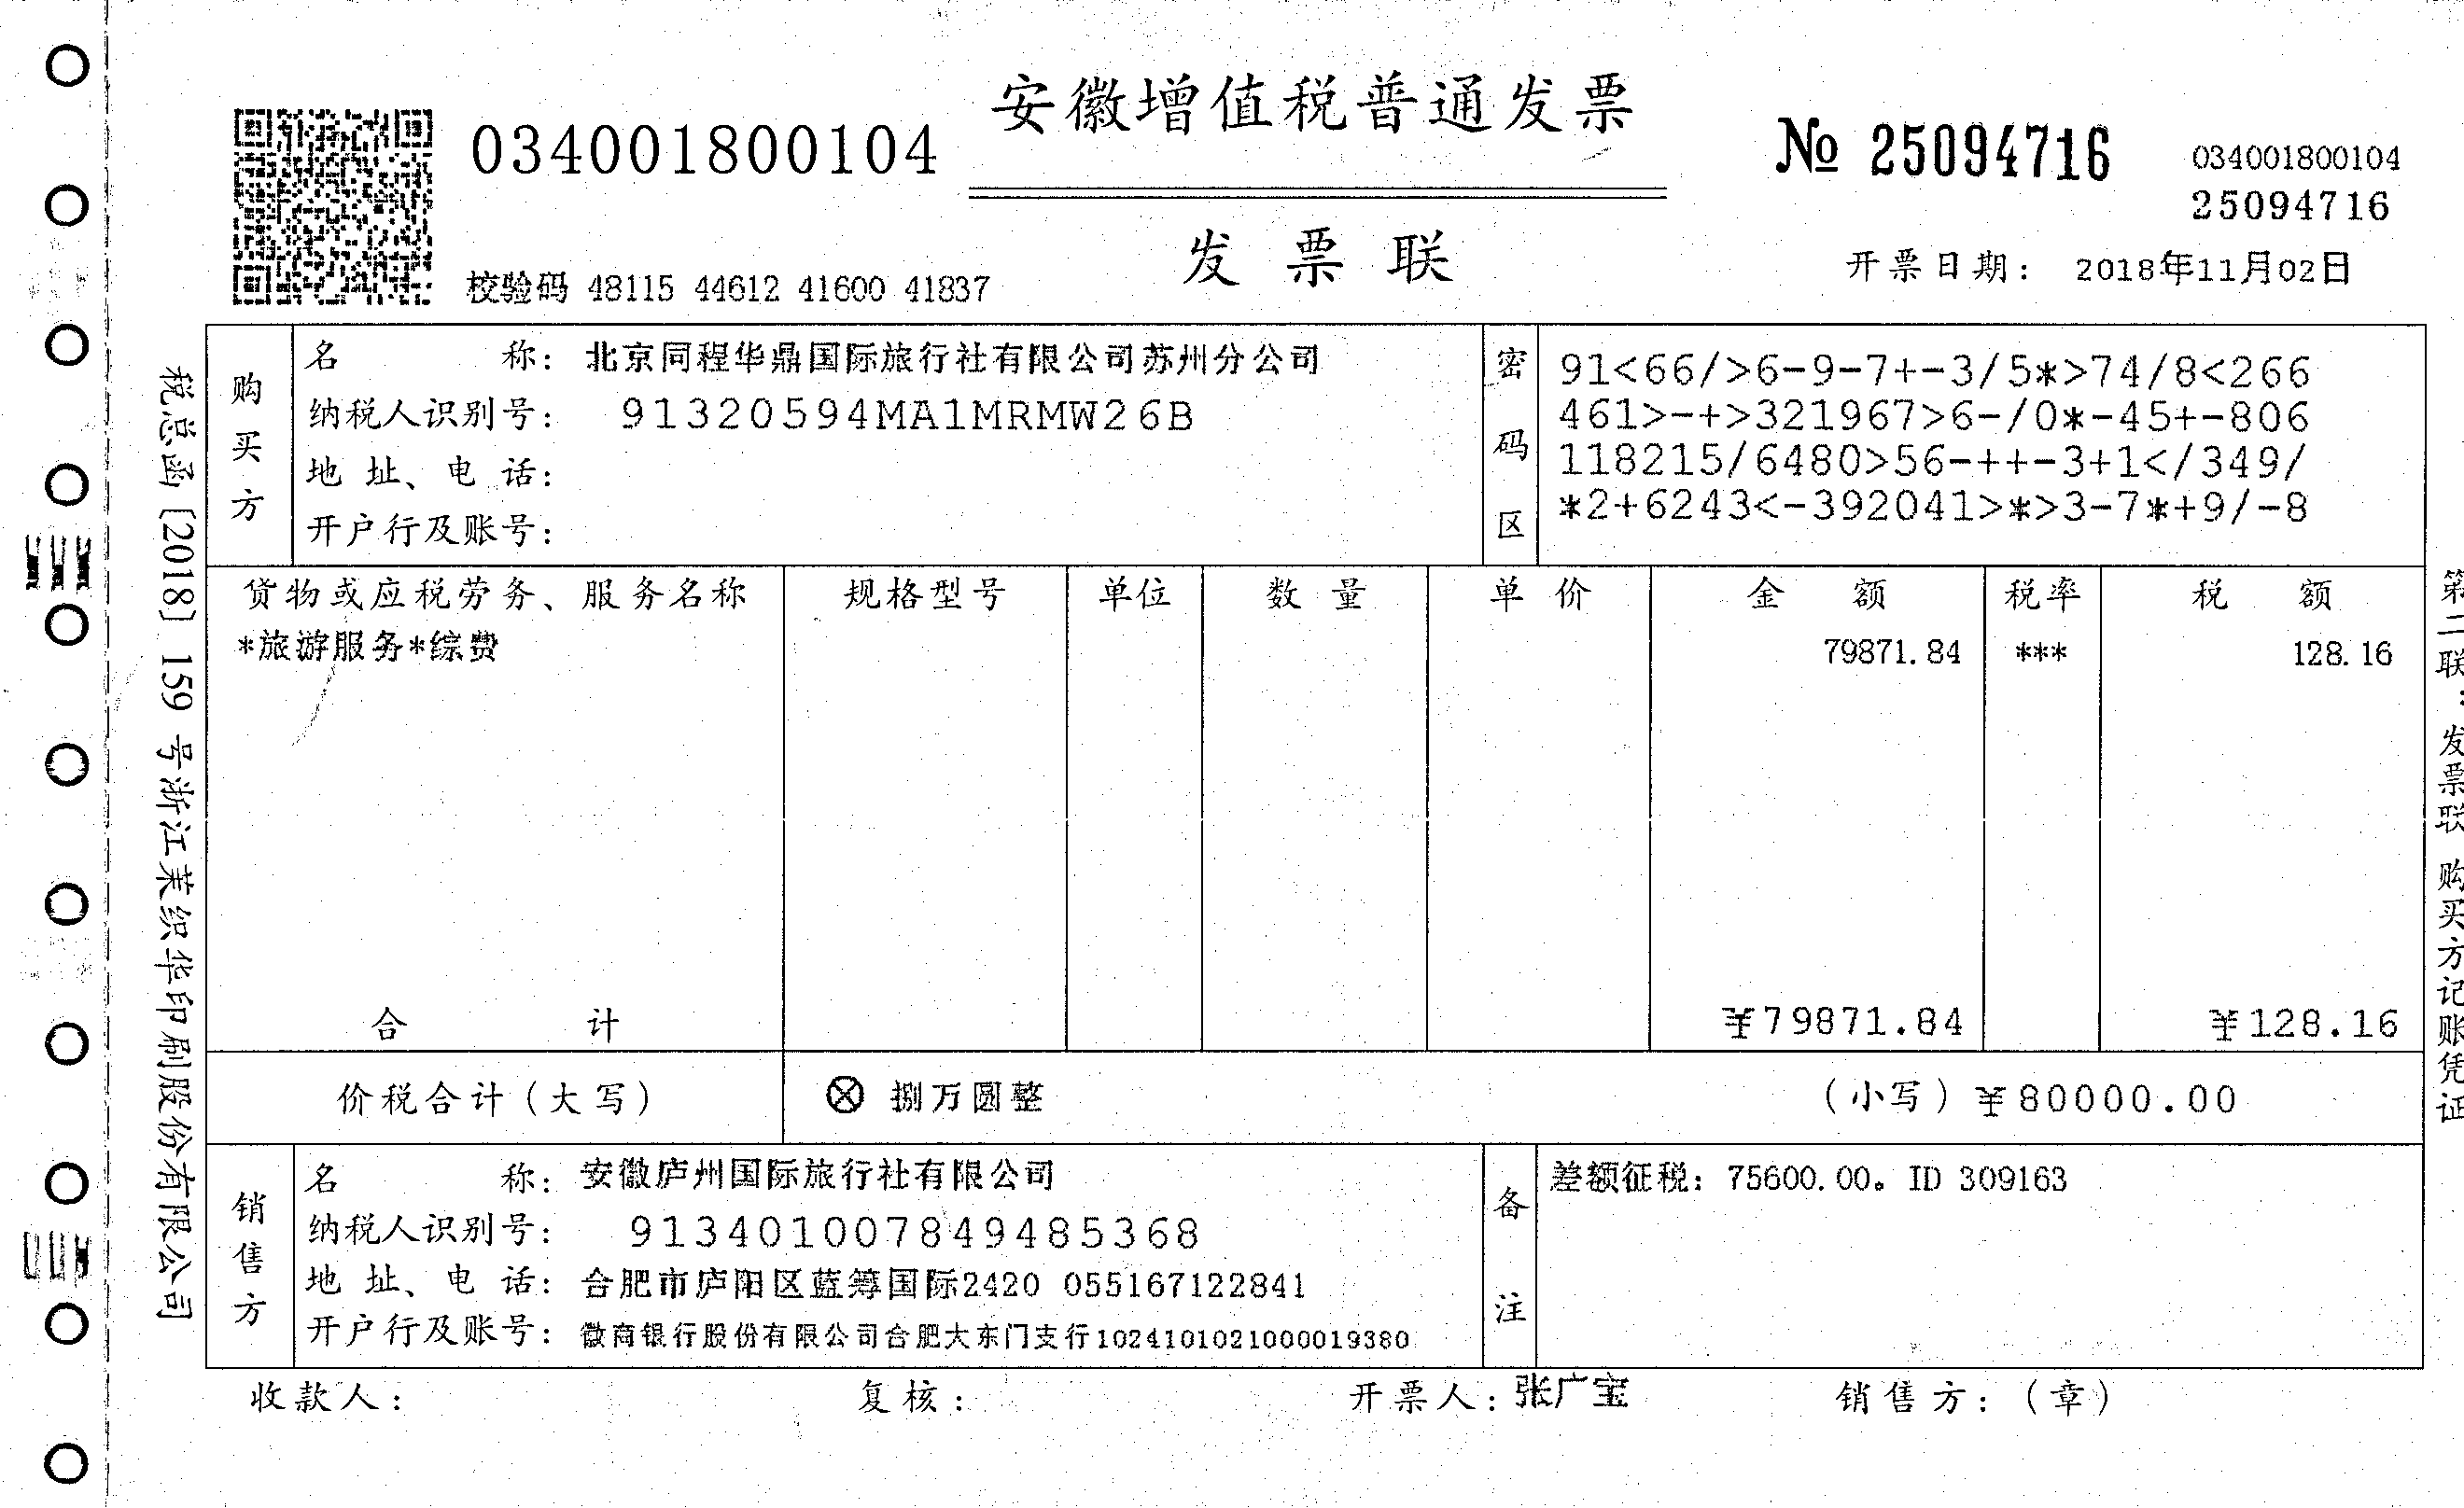 安徽增值税普通发票
034001800104
№ 25094716
034001800104
25094716
发票联
校验码 48115 44612 41600 41837
开票日期: 2018年11月02日
购买方
名称: 北京同程华鼎国际旅行社有限公司苏州分公司
纳税人识别号: 91320594MA1MRMW26B
地址、电话:
开户行及账号:
密码区
91<66/>6-9-7+-3/5*>74/8<266
461>-+>321967>6-/0*-45+-806
118215/6480>56-++-3+1</349/
*2+6243<-392041>*>3-7*+9/-8
货物或应税劳务、服务名称 规格型号 单位 数量 单价 金额 税率 税额
*旅游服务*综费 79871.84 *** 128.16
合计 ¥79871.84 ¥128.16
价税合计(大写) ⊗ 捌万圆整 (小写)¥80000.00
销售方
名称: 安徽庐州国际旅行社有限公司
纳税人识别号: 913401007849485368
地址、电话: 合肥市庐阳区蓝筹国际2420 055167122841
开户行及账号: 徽商银行股份有限公司合肥大东门支行1024101021000019380
备注
差额征税: 75600.00。ID 309163
收款人: 复核: 开票人: 张广宝 销售方:(章)
税总函〔2018〕159号浙江芙织华印刷股份有限公司
第二联:发票联 购买方记账凭证